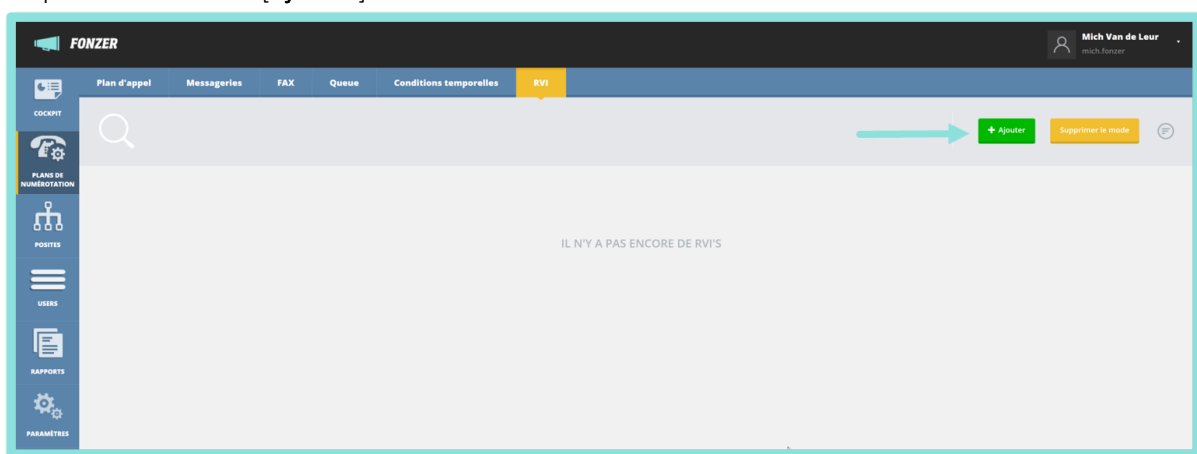 FONZER
Mich Van de Leur
mich.fonzer
Plan d'appel Messageries FAX Queue Conditions temporelles RVI
COCKPIT
+ Ajouter Supprimer le mode
PLANS DE
NUMÉROTATION
IL N'Y A PAS ENCORE DE RVI'S
POSITES
USERS
RAPPORTS
PARAMÈTRES